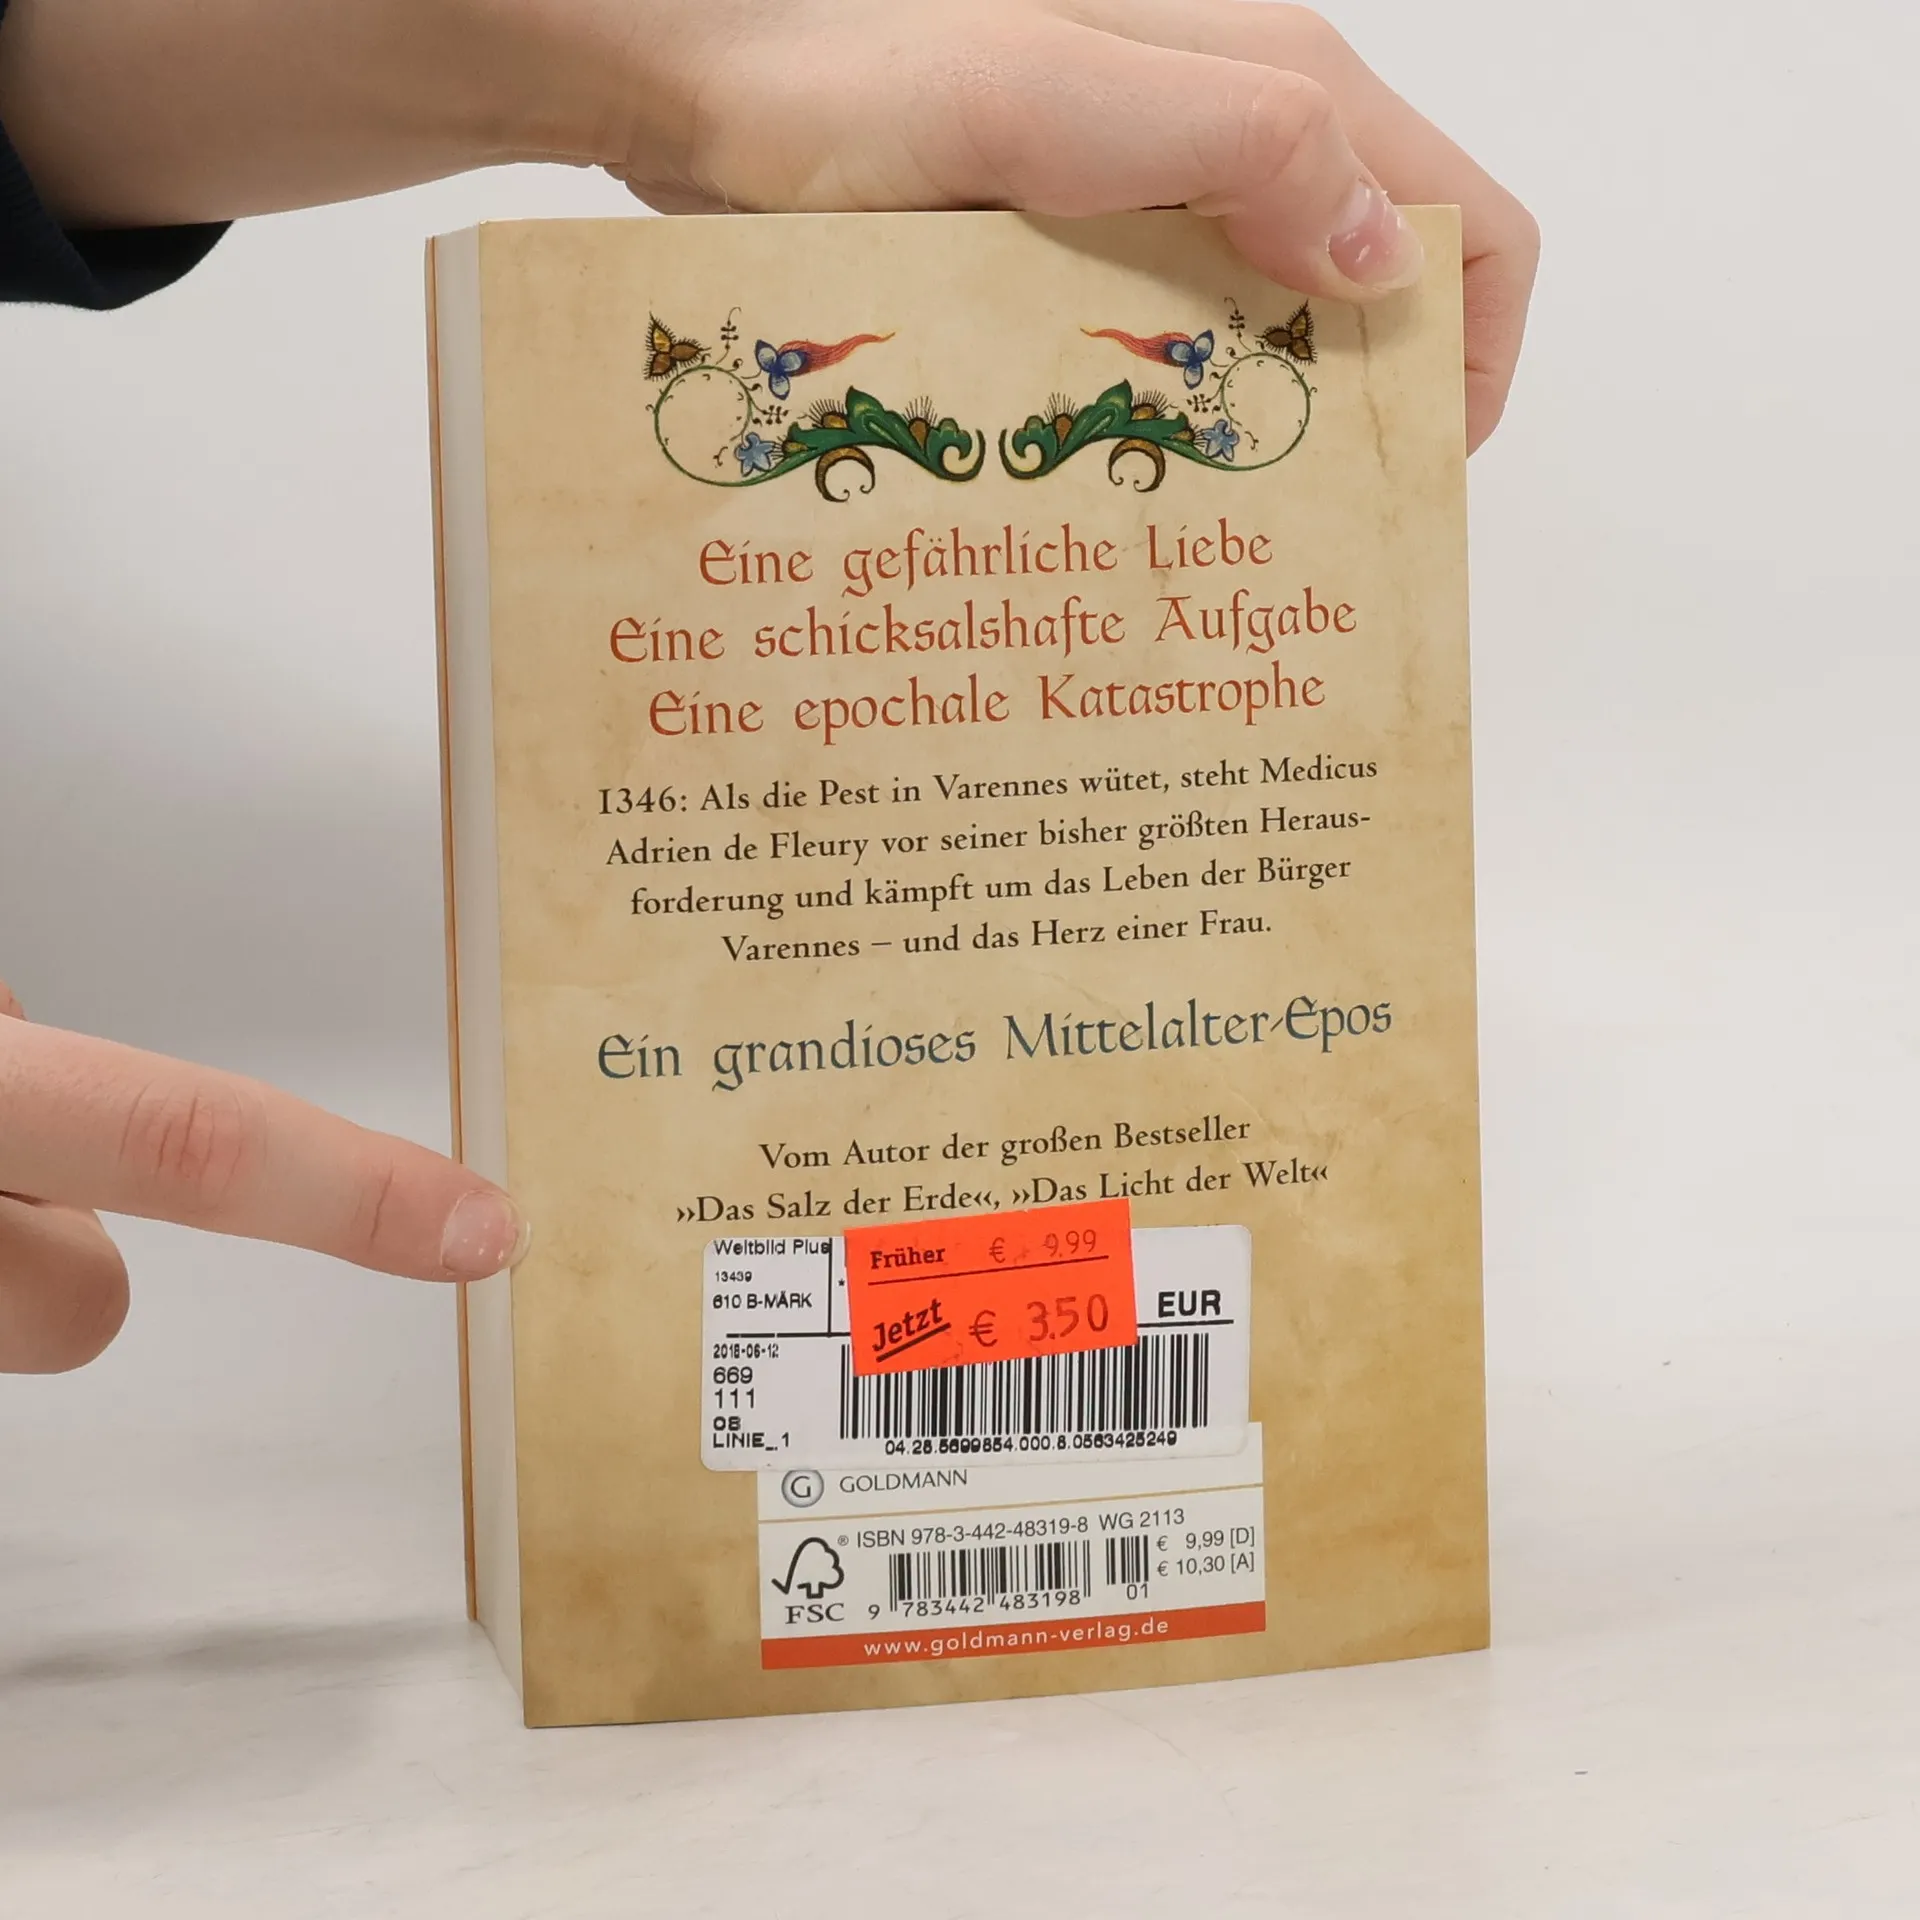 Eine gefährliche Liebe
Eine schicksalshafte Aufgabe
Eine epochale Katastrophe
1346: Als die Pest in Varennes wütet, steht Medicus
Adrien de Fleury vor seiner bisher größten Heraus-
forderung und kämpft um das Leben der Bürger
Varennes – und das Herz einer Frau.
Ein grandioses Mittelalter-Epos
Vom Autor der großen Bestseller
»Das Salz der Erde«, »Das Licht der Welt«
Weltbild Plus
13439
610 B-MARK
Früher € 9.99
Jetzt € 3.50
EUR
2018-06-12
669
111
08
LINIE_1
04.28.5699854.000.8.0563425249
G GOLDMANN
® ISBN 978-3-442-48319-8 WG 2113
€ 9,99 [D]
€ 10,30 [A]
FSC
9 783442 483198
01
www.goldmann-verlag.de